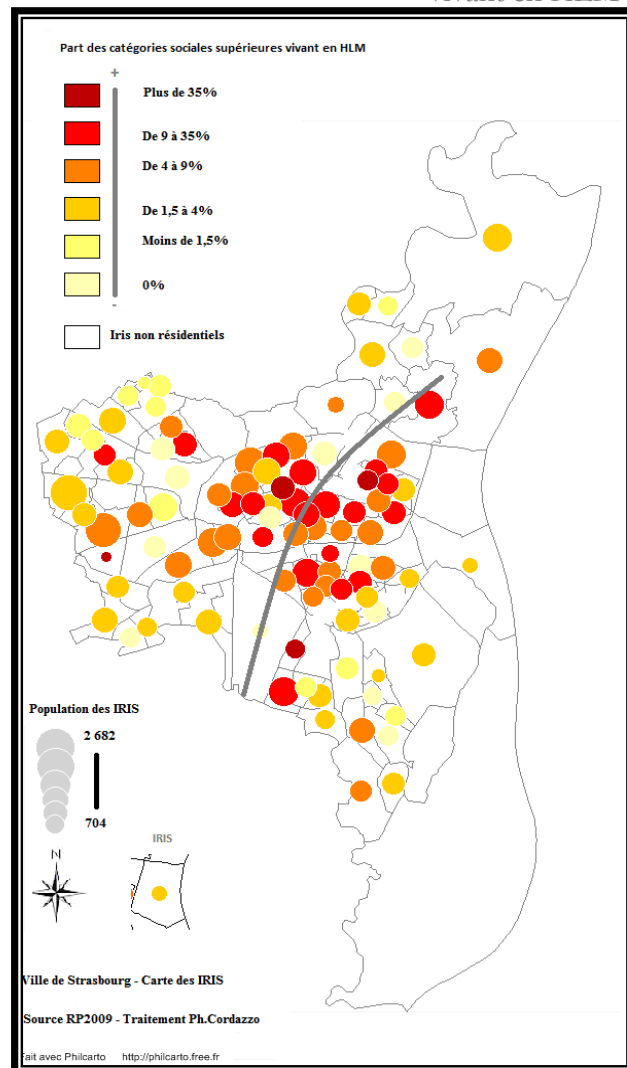 Part des catégories sociales supérieures vivant en HLM
+
Plus de 35%
De 9 à 35%
De 4 à 9%
De 1,5 à 4%
Moins de 1,5%
0%
-
Iris non résidentiels
Population des IRIS
2 682
704
IRIS
N
Ville de Strasbourg - Carte des IRIS
Source RP2009 - Traitement Ph.Cordazzo
Fait avec Philcarto http://philcarto.free.fr